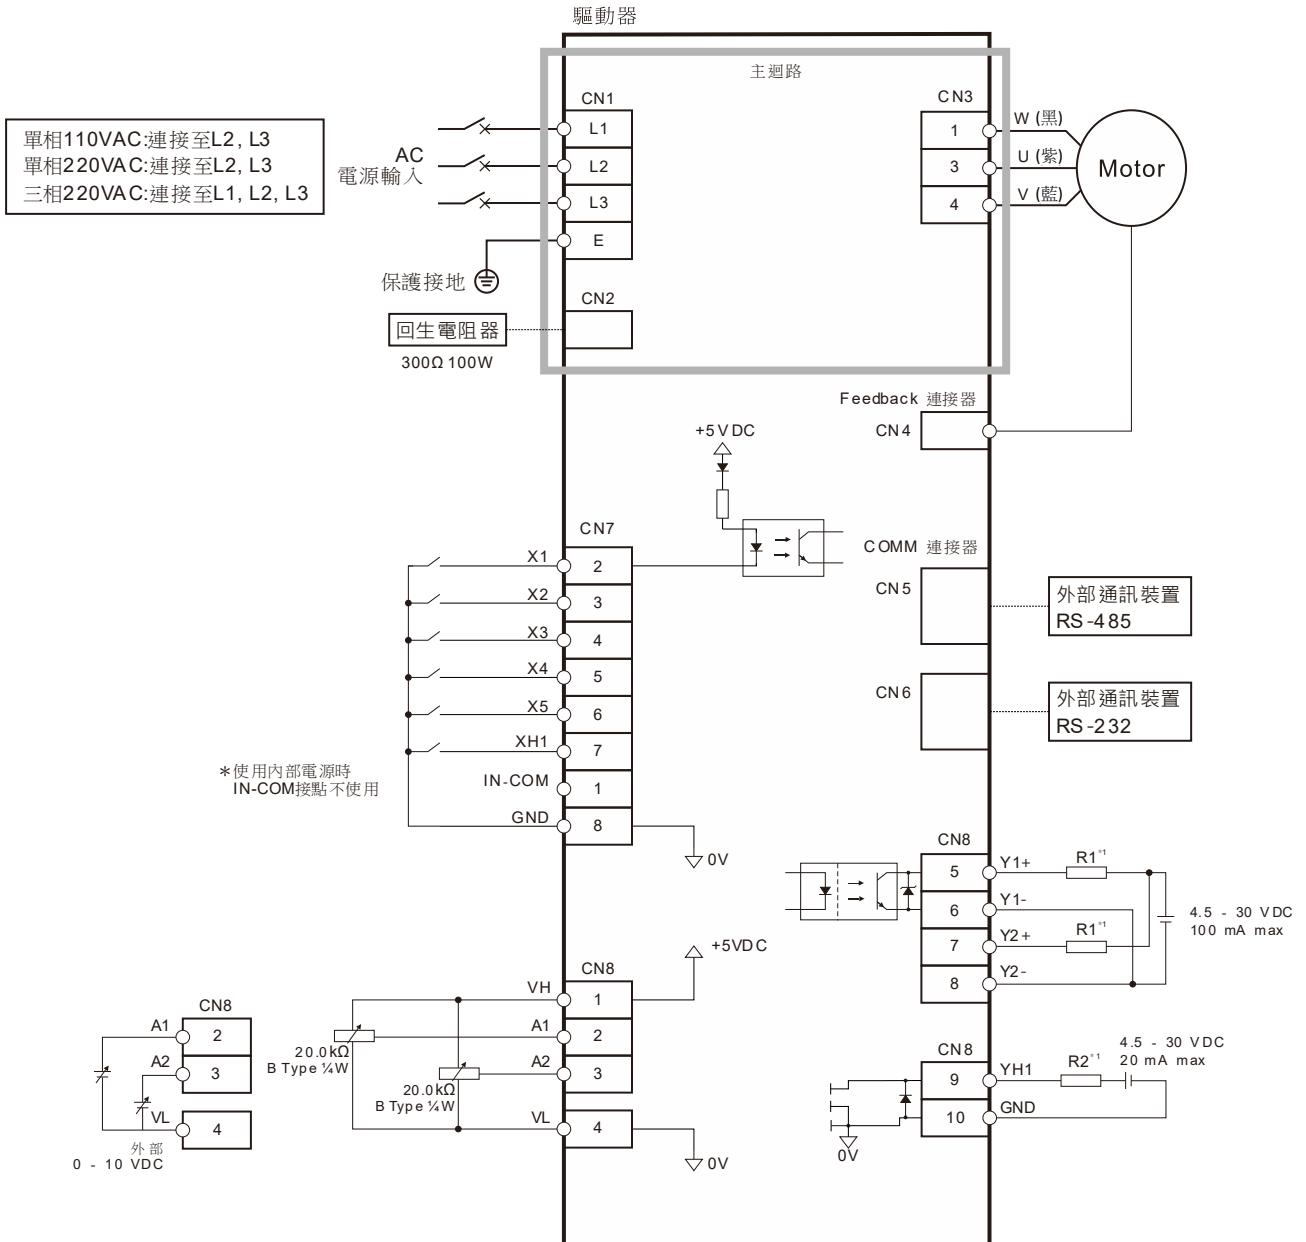 驅動器
主迴路
單相110VAC:連接至L2, L3
單相220VAC:連接至L2, L3
三相220VAC:連接至L1, L2, L3
AC
電源輸入
CN1
L1
L2
L3
E
保護接地
CN2
回生電阻器
300Ω 100W
CN3
1
3
4
W (黑)
U (紫)
V (藍)
Motor
Feedback 連接器
CN4
+5VDC
CN7
X1
2
X2
3
X3
4
X4
5
X5
6
XH1
7
IN-COM
1
GND
8
0V
*使用內部電源時
IN-COM接點不使用
COMM 連接器
CN5
外部通訊裝置
RS-485
CN6
外部通訊裝置
RS-232
CN8
5
Y1+
R1*1
6
Y1-
7
Y2+
R1*1
8
Y2-
4.5 - 30 VDC
100 mA max
+5VDC
CN8
VH
1
A1
2
A2
3
VL
4
0V
20.0kΩ
B Type ¼W
20.0kΩ
B Type ¼W
CN8
A1
2
A2
3
VL
4
外部
0 - 10 VDC
CN8
9
YH1
R2*1
10
GND
4.5 - 30 VDC
20 mA max
0V